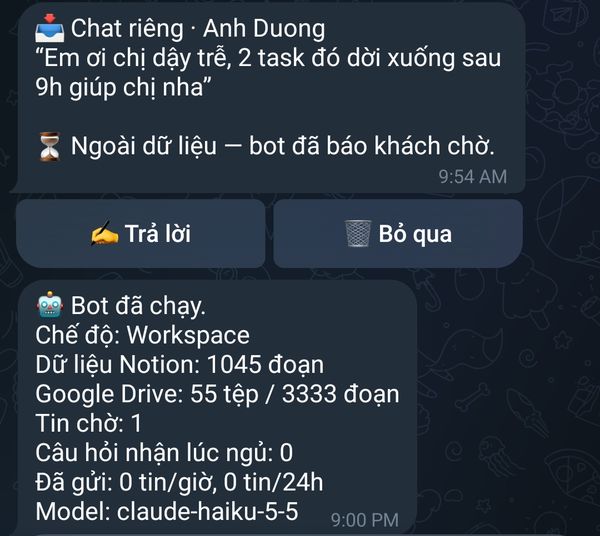 📥 Chat riêng · Anh Duong
“Em ơi chị dậy trễ, 2 task đó dời xuống sau
9h giúp chị nha”
⏳ Ngoài dữ liệu — bot đã báo khách chờ.
9:54 AM
✍️ Trả lời
🗑️ Bỏ qua
🤖 Bot đã chạy.
Chế độ: Workspace
Dữ liệu Notion: 1045 đoạn
Google Drive: 55 tệp / 3333 đoạn
Tin chờ: 1
Câu hỏi nhận lúc ngủ: 0
Đã gửi: 0 tin/giờ, 0 tin/24h
Model: claude-haiku-5-5
9:00 PM